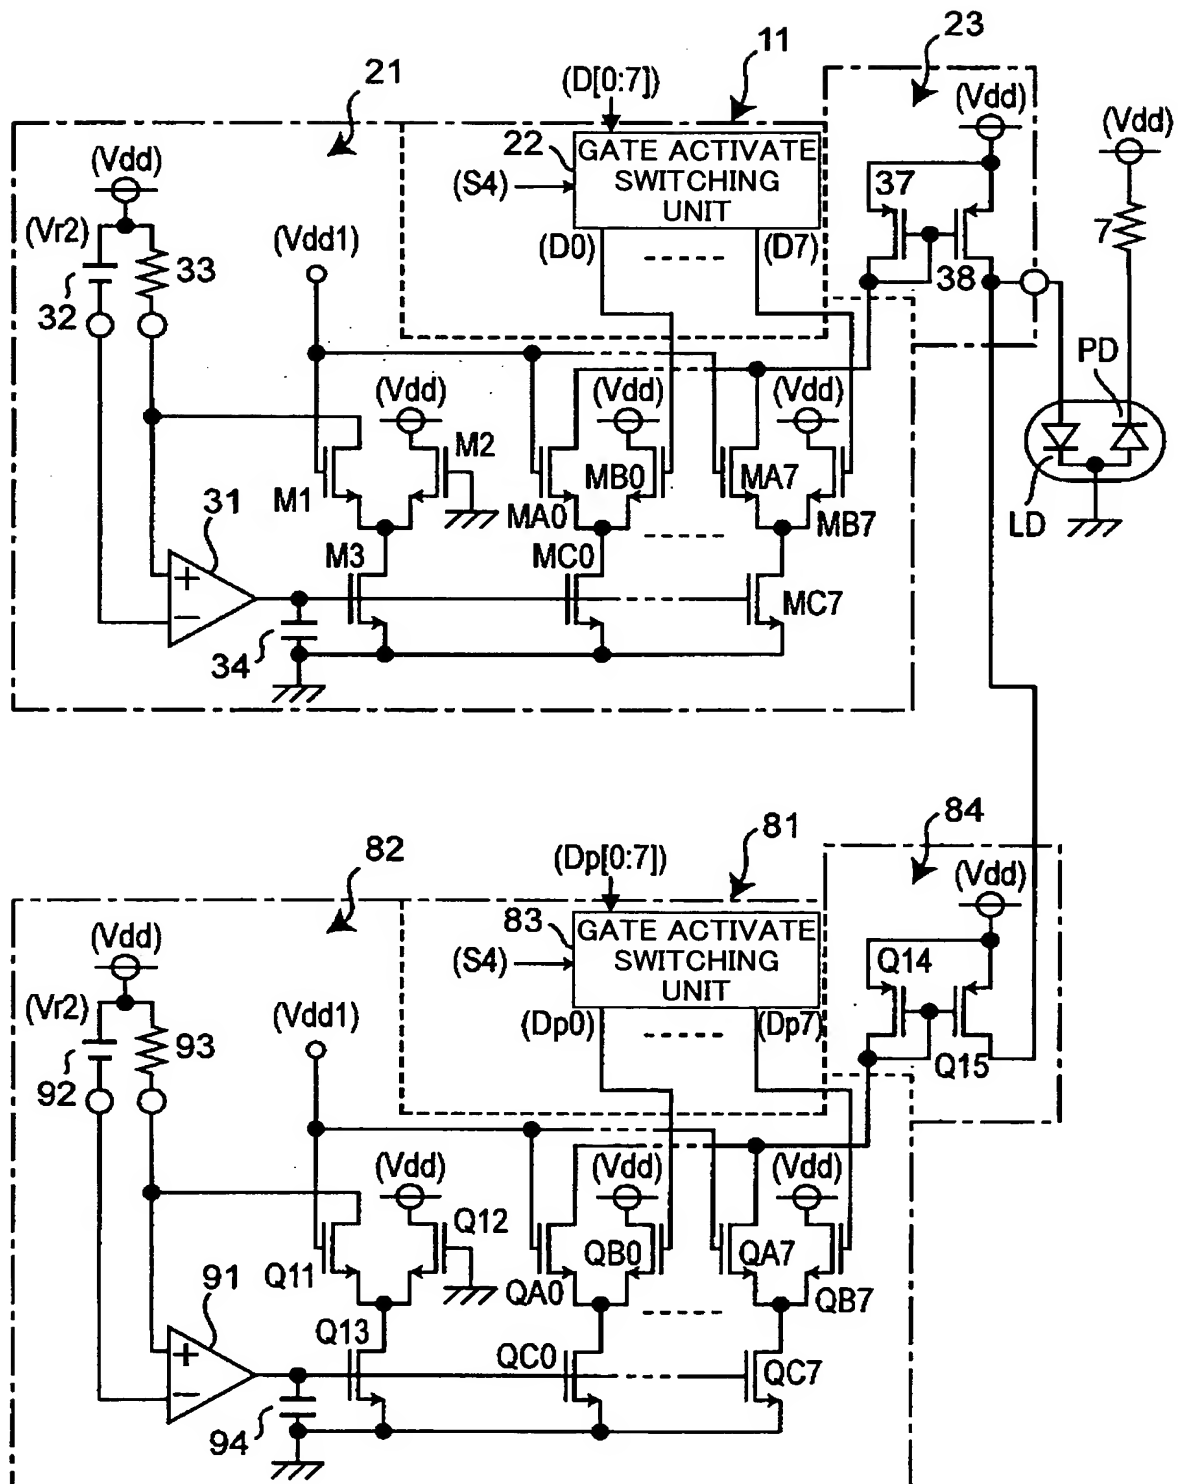 23
11
21
(D[0:7])
(Vdd)
(Vdd)
(Vdd)
22
GATE ACTIVATE
SWITCHING
UNIT
(S4)
37
(Vr2)
(Vdd1)
(D0)
(D7)
7
33
38
32
PD
(Vdd)
(Vdd)
(Vdd)
M2
M1
MB0
MA7
MA0
MB7
LD
31
M3
MC0
MC7
+
−
34
84
81
82
(Dp[0:7])
(Vdd)
83
GATE ACTIVATE
SWITCHING
UNIT
(Vdd)
(S4)
Q14
(Vr2)
(Vdd1)
(Dp0)
(Dp7)
93
Q15
92
(Vdd)
(Vdd)
(Vdd)
Q12
Q11
QB0
QA7
QA0
QB7
91
Q13
QC0
QC7
+
−
94